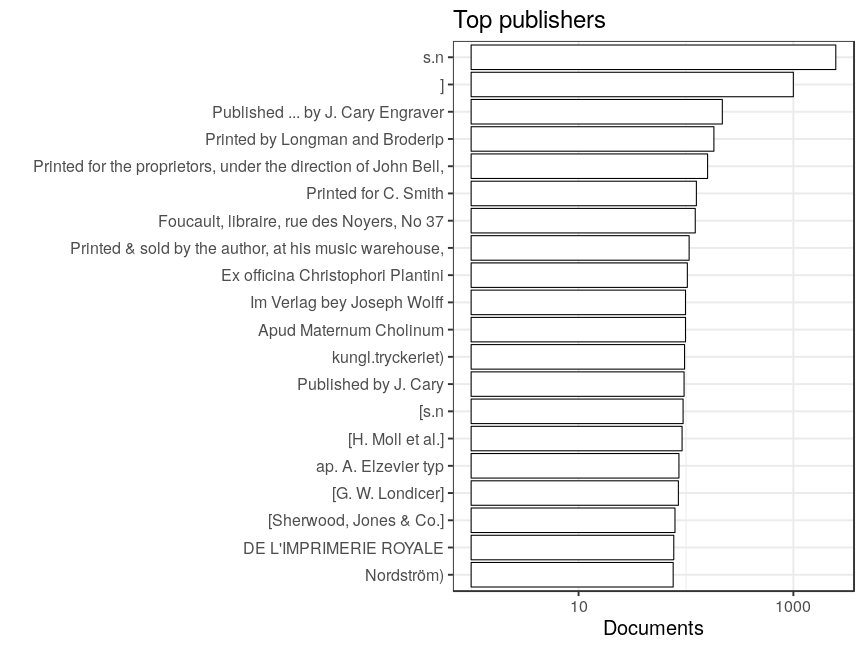 Top publishers
s.n
]
Published ... by J. Cary Engraver
Printed by Longman and Broderip
Printed for the proprietors, under the direction of John Bell,
Printed for C. Smith
Foucault, libraire, rue des Noyers, No 37
Printed & sold by the author, at his music warehouse,
Ex officina Christophori Plantini
Im Verlag bey Joseph Wolff
Apud Maternum Cholinum
kungl.tryckeriet)
Published by J. Cary
[s.n
[H. Moll et al.]
ap. A. Elzevier typ
[G. W. Londicer]
[Sherwood, Jones & Co.]
DE L'IMPRIMERIE ROYALE
Nordström)
10 1000
Documents